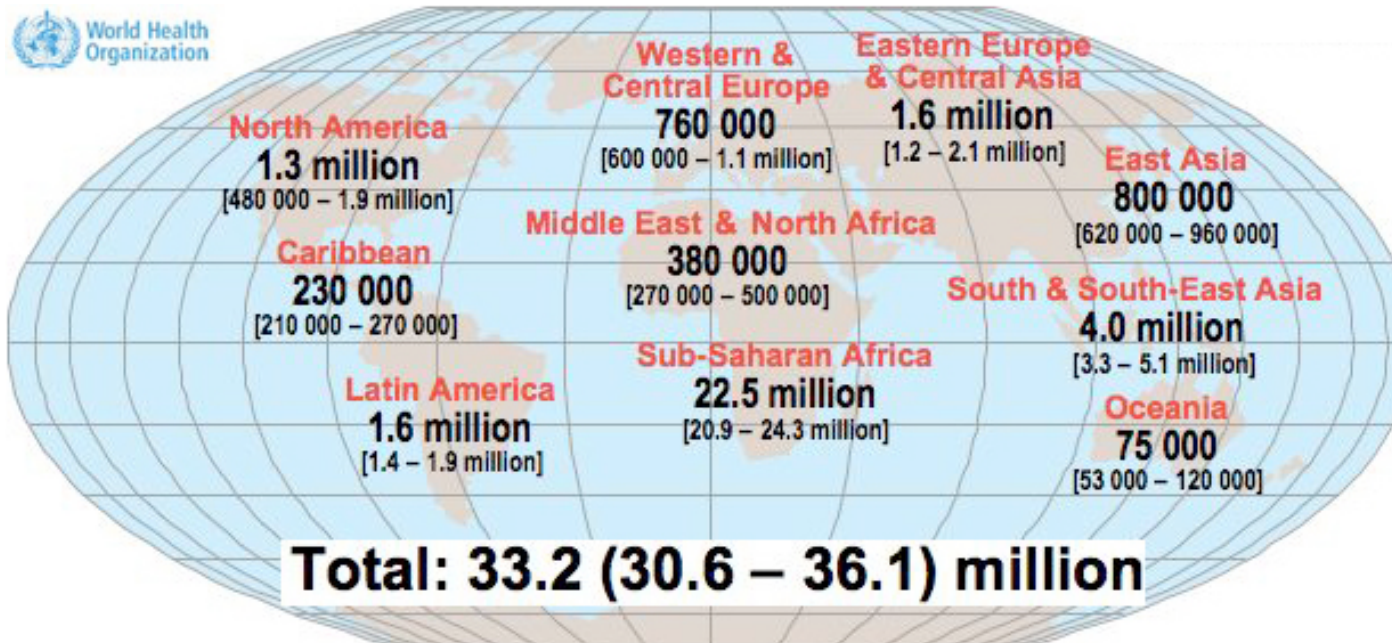 World Health
Organization
Western &
Central Europe
760 000
[600 000 – 1.1 million]
Eastern Europe
& Central Asia
1.6 million
[1.2 – 2.1 million]
North America
1.3 million
[480 000 – 1.9 million]
East Asia
800 000
[620 000 – 960 000]
Middle East & North Africa
380 000
[270 000 – 500 000]
Caribbean
230 000
[210 000 – 270 000]
South & South-East Asia
4.0 million
[3.3 – 5.1 million]
Sub-Saharan Africa
22.5 million
[20.9 – 24.3 million]
Latin America
1.6 million
[1.4 – 1.9 million]
Oceania
75 000
[53 000 – 120 000]
Total: 33.2 (30.6 – 36.1) million